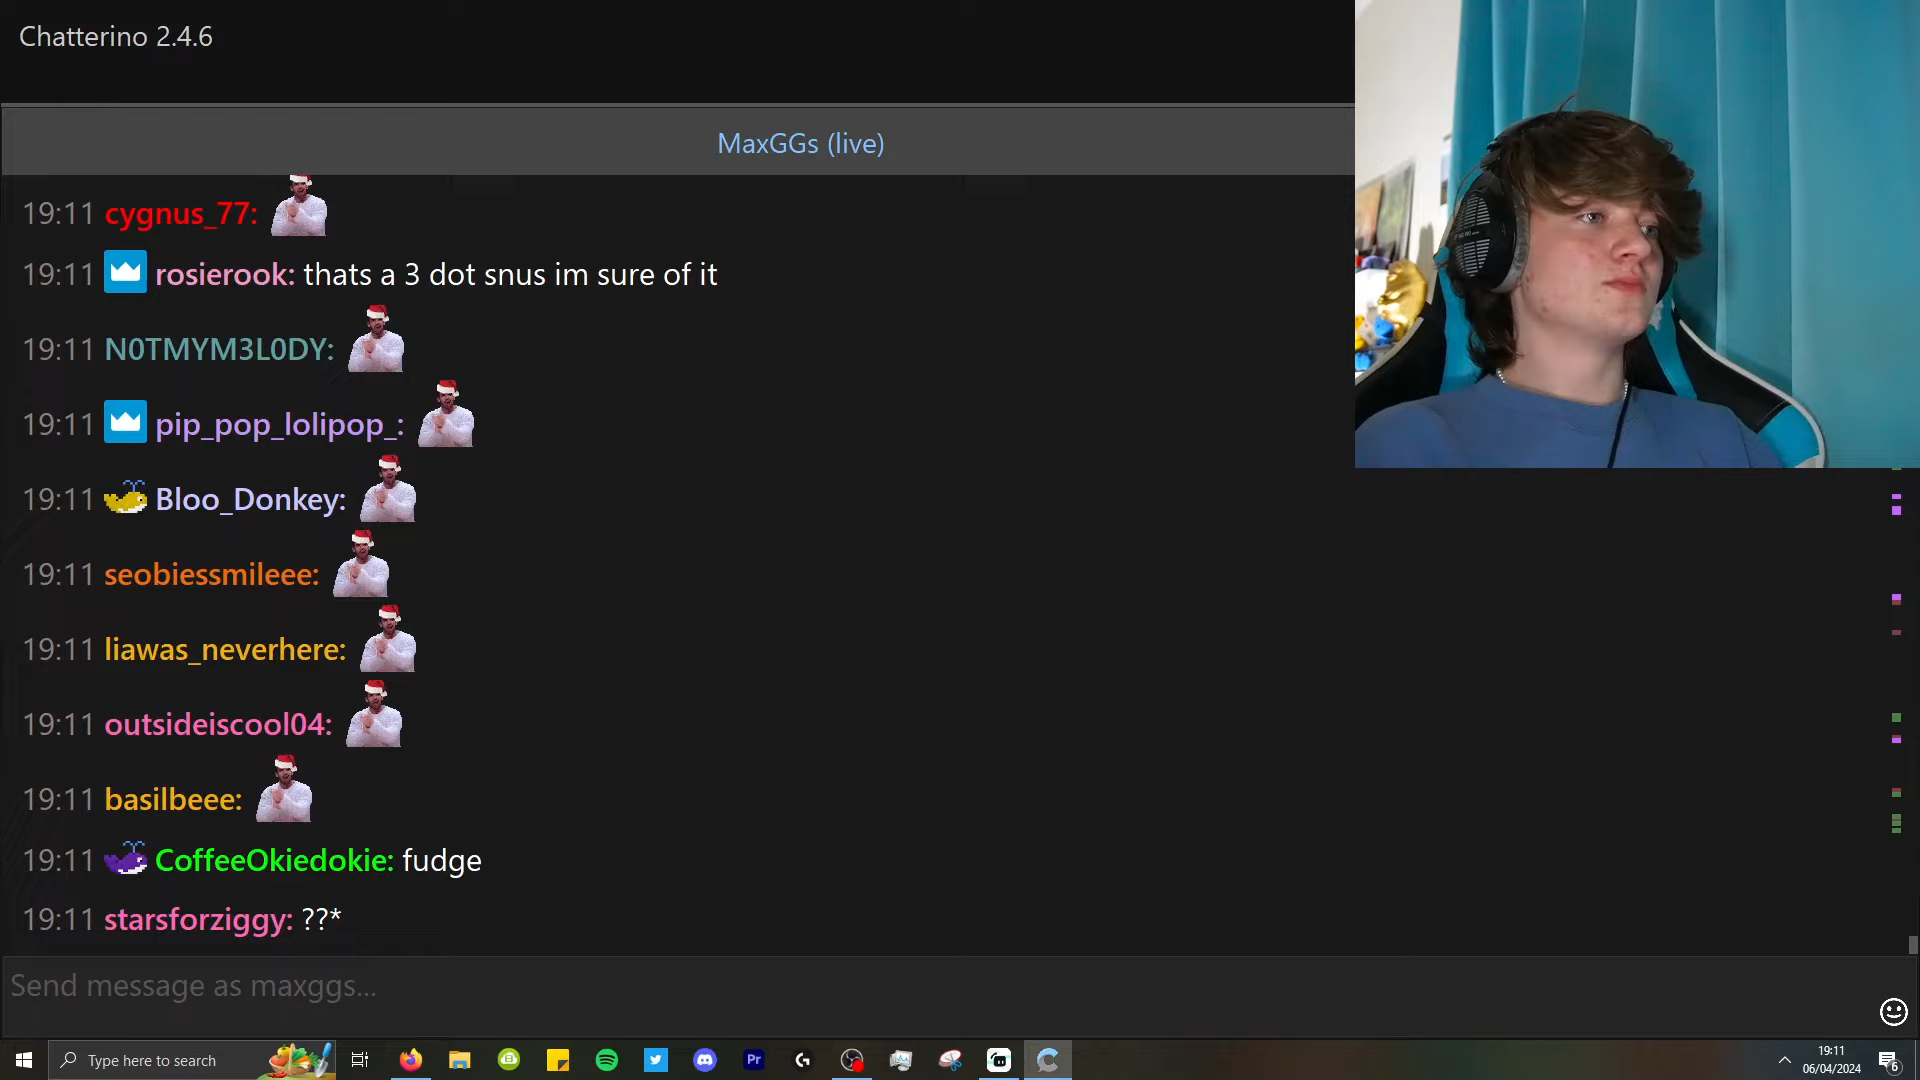 Chatterino 2.4.6
MaxGGs (live)
19:11 cygnus_77:
19:11 rosierook: thats a 3 dot snus im sure of it
19:11 N0TMYM3L0DY:
19:11 pip_pop_lolipop_:
19:11 Bloo_Donkey:
19:11 seobiessmileee:
19:11 liawas_neverhere:
19:11 outsideiscool04:
19:11 basilbeee:
19:11 CoffeeOkiedokie: fudge
19:11 starsforziggy: ??*
Send message as maxggs...
Type here to search
Pr
19:11
06/04/2024
6